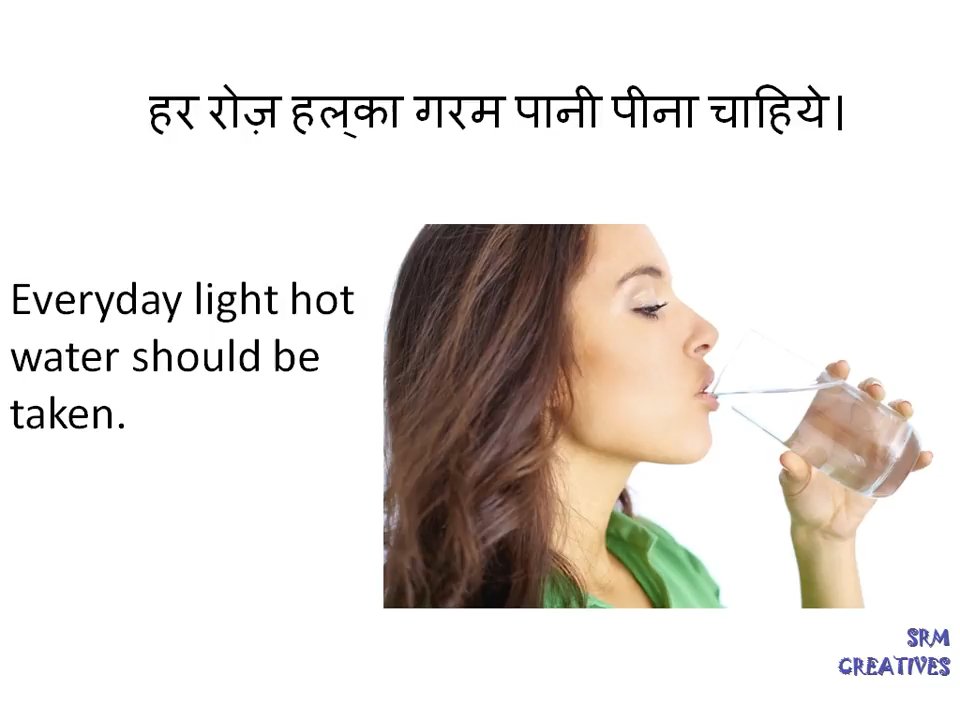 हर रोज़ हल्‌का गरम पानी पीना चाहिये।
Everyday light hot
water should be
taken.
SRM
CREATIVES